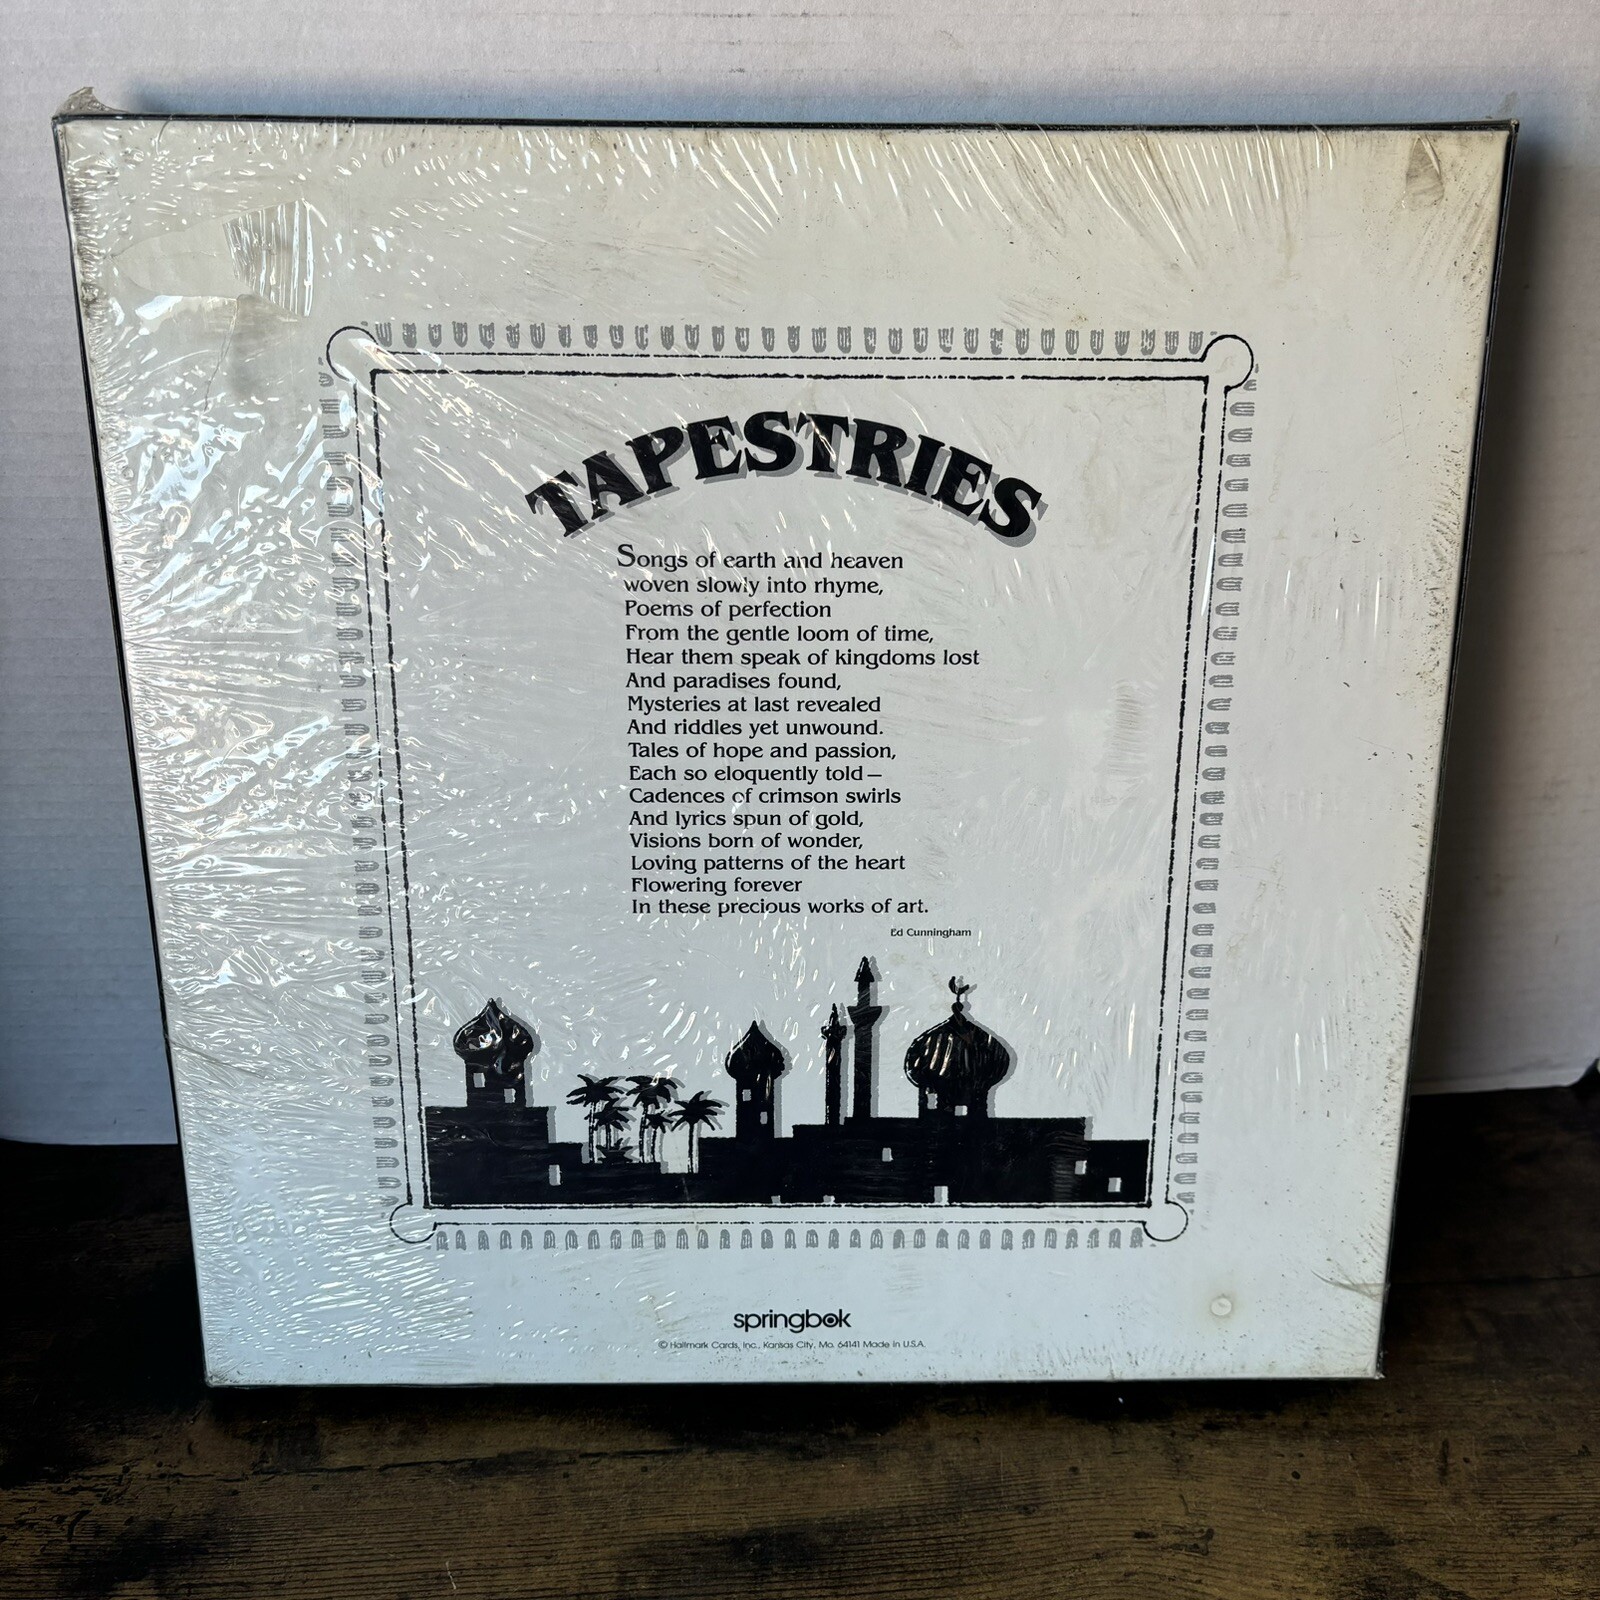 TAPESTRIES
Songs of earth and heaven
woven slowly into rhyme,
Poems of perfection
From the gentle loom of time,
Hear them speak of kingdoms lost
And paradises found,
Mysteries at last revealed
And riddles yet unwound.
Tales of hope and passion,
Each so eloquently told—
Cadences of crimson swirls
And lyrics spun of gold,
Visions born of wonder,
Loving patterns of the heart
Flowering forever
In these precious works of art.
Ed Cunningham
springbok
© Hallmark Cards, Inc., Kansas City, Mo. 64141 Made in U.S.A.